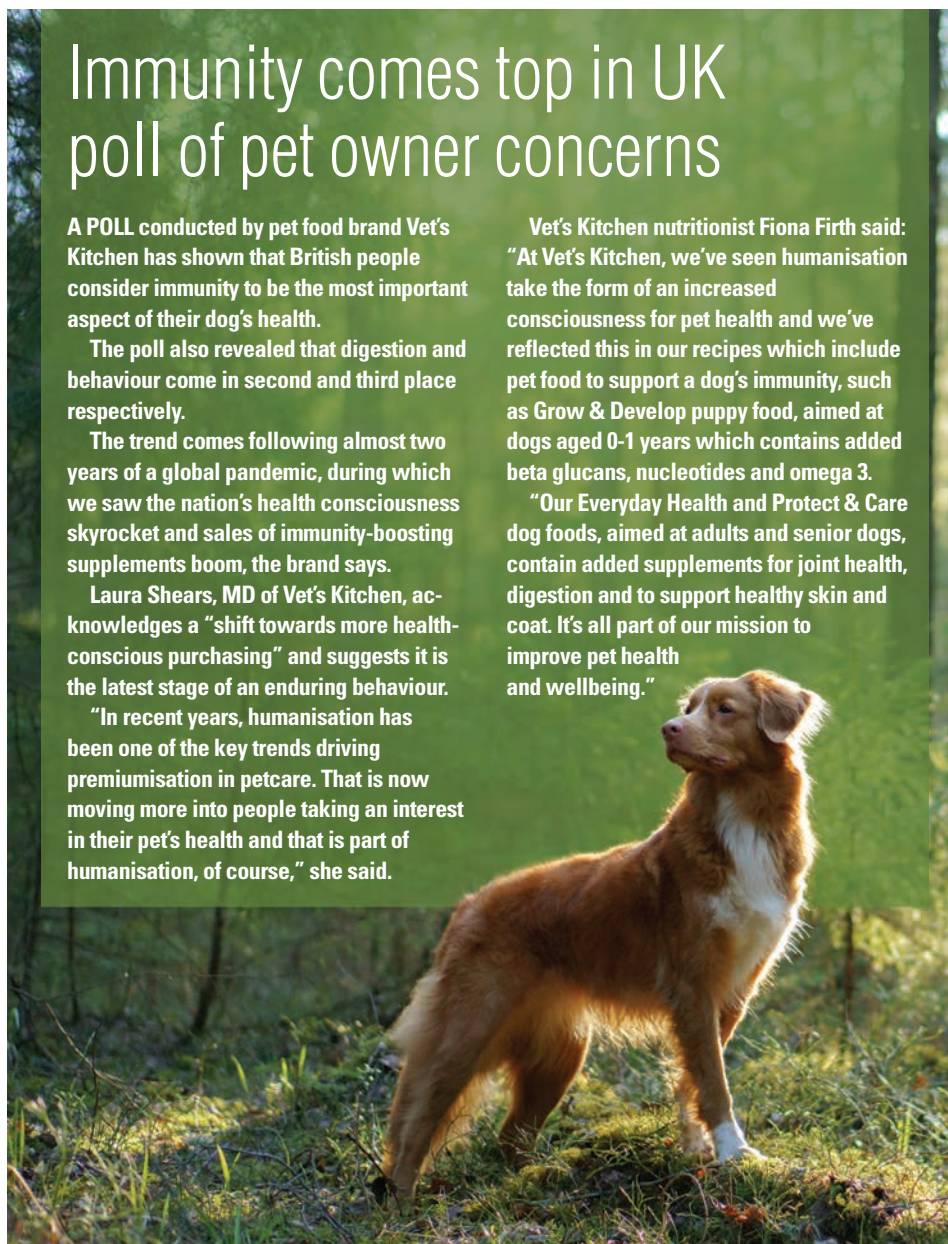 Immunity comes top in UK
poll of pet owner concerns
A POLL conducted by pet food brand Vet's
Kitchen has shown that British people
consider immunity to be the most important
aspect of their dog's health.
The poll also revealed that digestion and
behaviour come in second and third place
respectively.
The trend comes following almost two
years of a global pandemic, during which
we saw the nation's health consciousness
skyrocket and sales of immunity-boosting
supplements boom, the brand says.
Laura Shears, MD of Vet's Kitchen, ac-
knowledges a “shift towards more health-
conscious purchasing” and suggests it is
the latest stage of an enduring behaviour.
“In recent years, humanisation has
been one of the key trends driving
premiumisation in petcare. That is now
moving more into people taking an interest
in their pet's health and that is part of
humanisation, of course,” she said.
Vet's Kitchen nutritionist Fiona Firth said:
“At Vet's Kitchen, we've seen humanisation
take the form of an increased
consciousness for pet health and we've
reflected this in our recipes which include
pet food to support a dog's immunity, such
as Grow & Develop puppy food, aimed at
dogs aged 0-1 years which contains added
beta glucans, nucleotides and omega 3.
“Our Everyday Health and Protect & Care
dog foods, aimed at adults and senior dogs,
contain added supplements for joint health,
digestion and to support healthy skin and
coat. It's all part of our mission to
improve pet health
and wellbeing.”